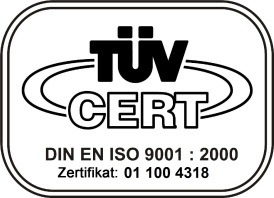 TÜV
CERT
DIN EN ISO 9001 : 2000
Zertifikat: 01 100 4318